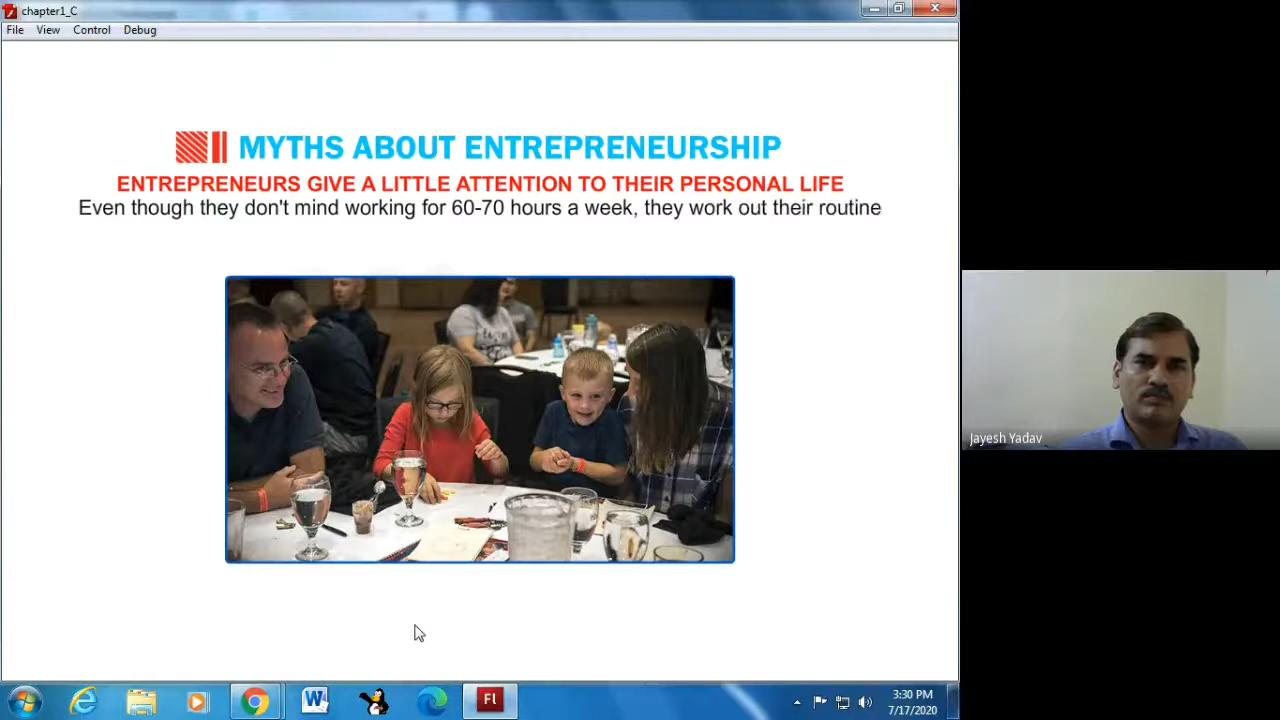 chapter1_C
File View Control Debug
MYTHS ABOUT ENTREPRENEURSHIP
ENTREPRENEURS GIVE A LITTLE ATTENTION TO THEIR PERSONAL LIFE
Even though they don't mind working for 60-70 hours a week, they work out their routine
Jayesh Yadav
W
Fl
3:30 PM
7/17/2020